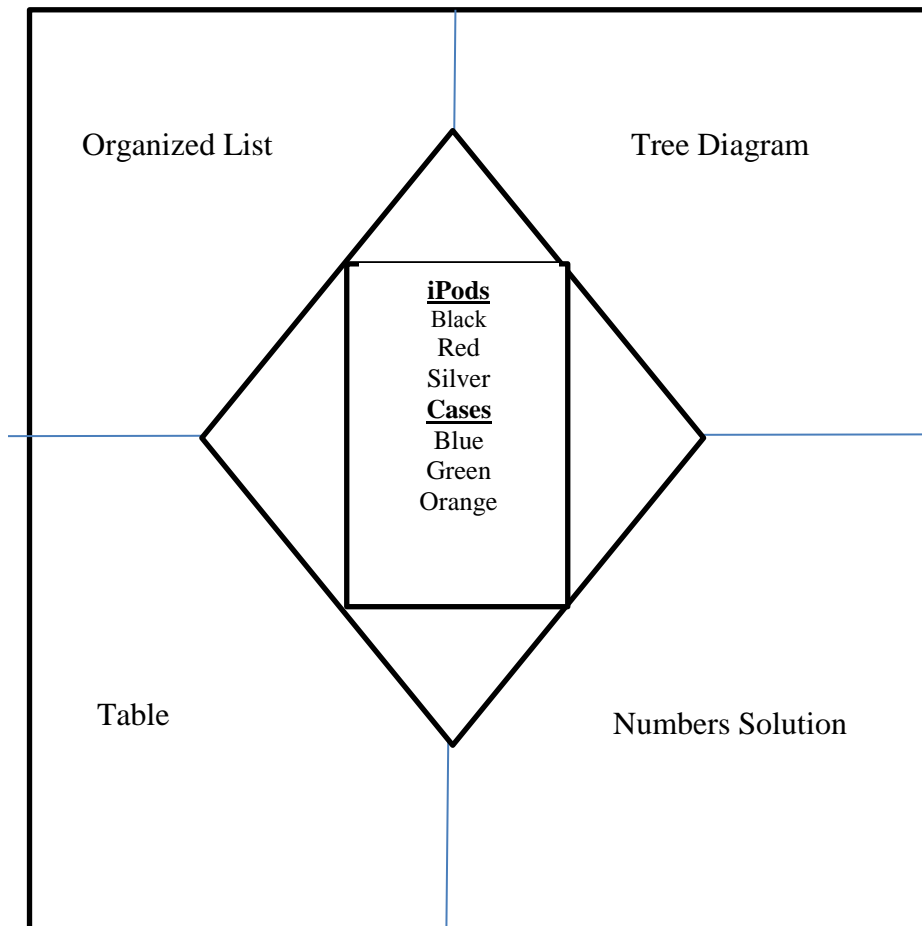 Organized List
Tree Diagram
iPods
Black
Red
Silver
Cases
Blue
Green
Orange
Table
Numbers Solution